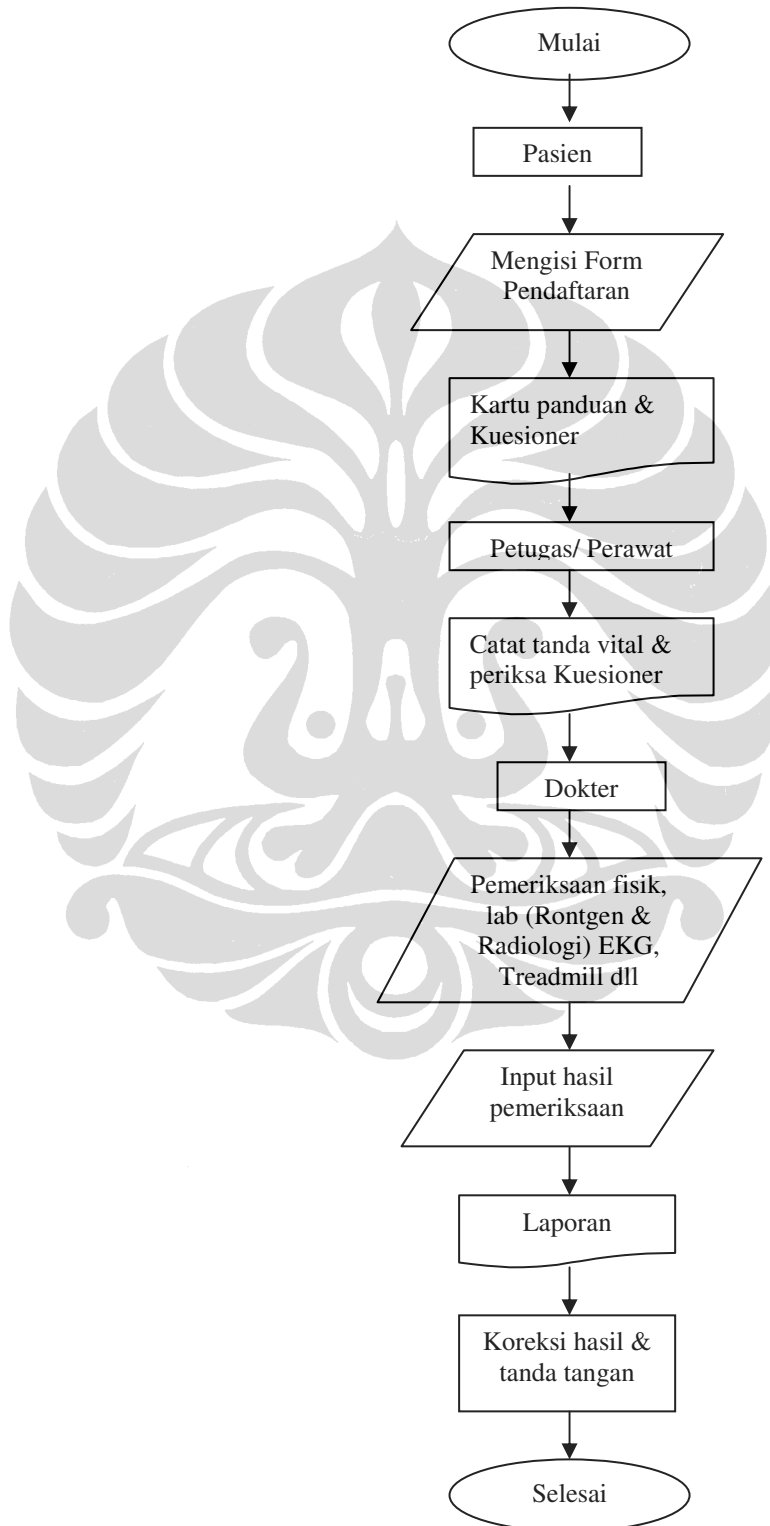 Mulai
Pasien
Mengisi Form
Pendaftaran
Kartu panduan &
Kuesioner
Petugas/ Perawat
Catat tanda vital &
periksa Kuesioner
Dokter
Pemeriksaan fisik,
lab (Rontgen &
Radiologi) EKG,
Treadmill dll
Input hasil
pemeriksaan
Laporan
Koreksi hasil &
tanda tangan
Selesai